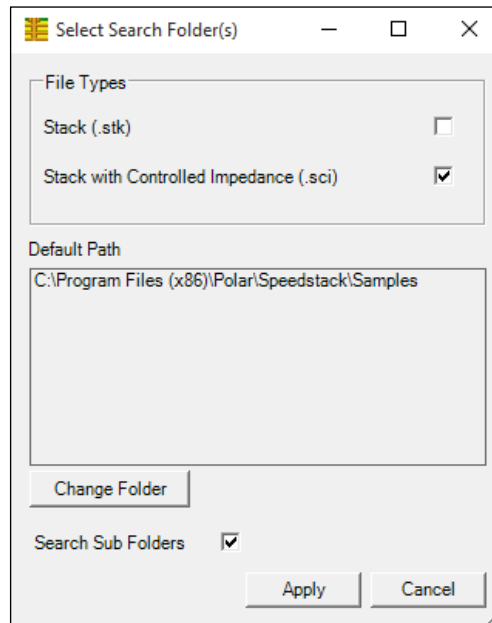 Select Search Folder(s)
File Types
Stack (.stk)
Stack with Controlled Impedance (.sci)
Default Path
C:\Program Files (x86)\Polar\Speedstack\Samples
Change Folder
Search Sub Folders
Apply Cancel